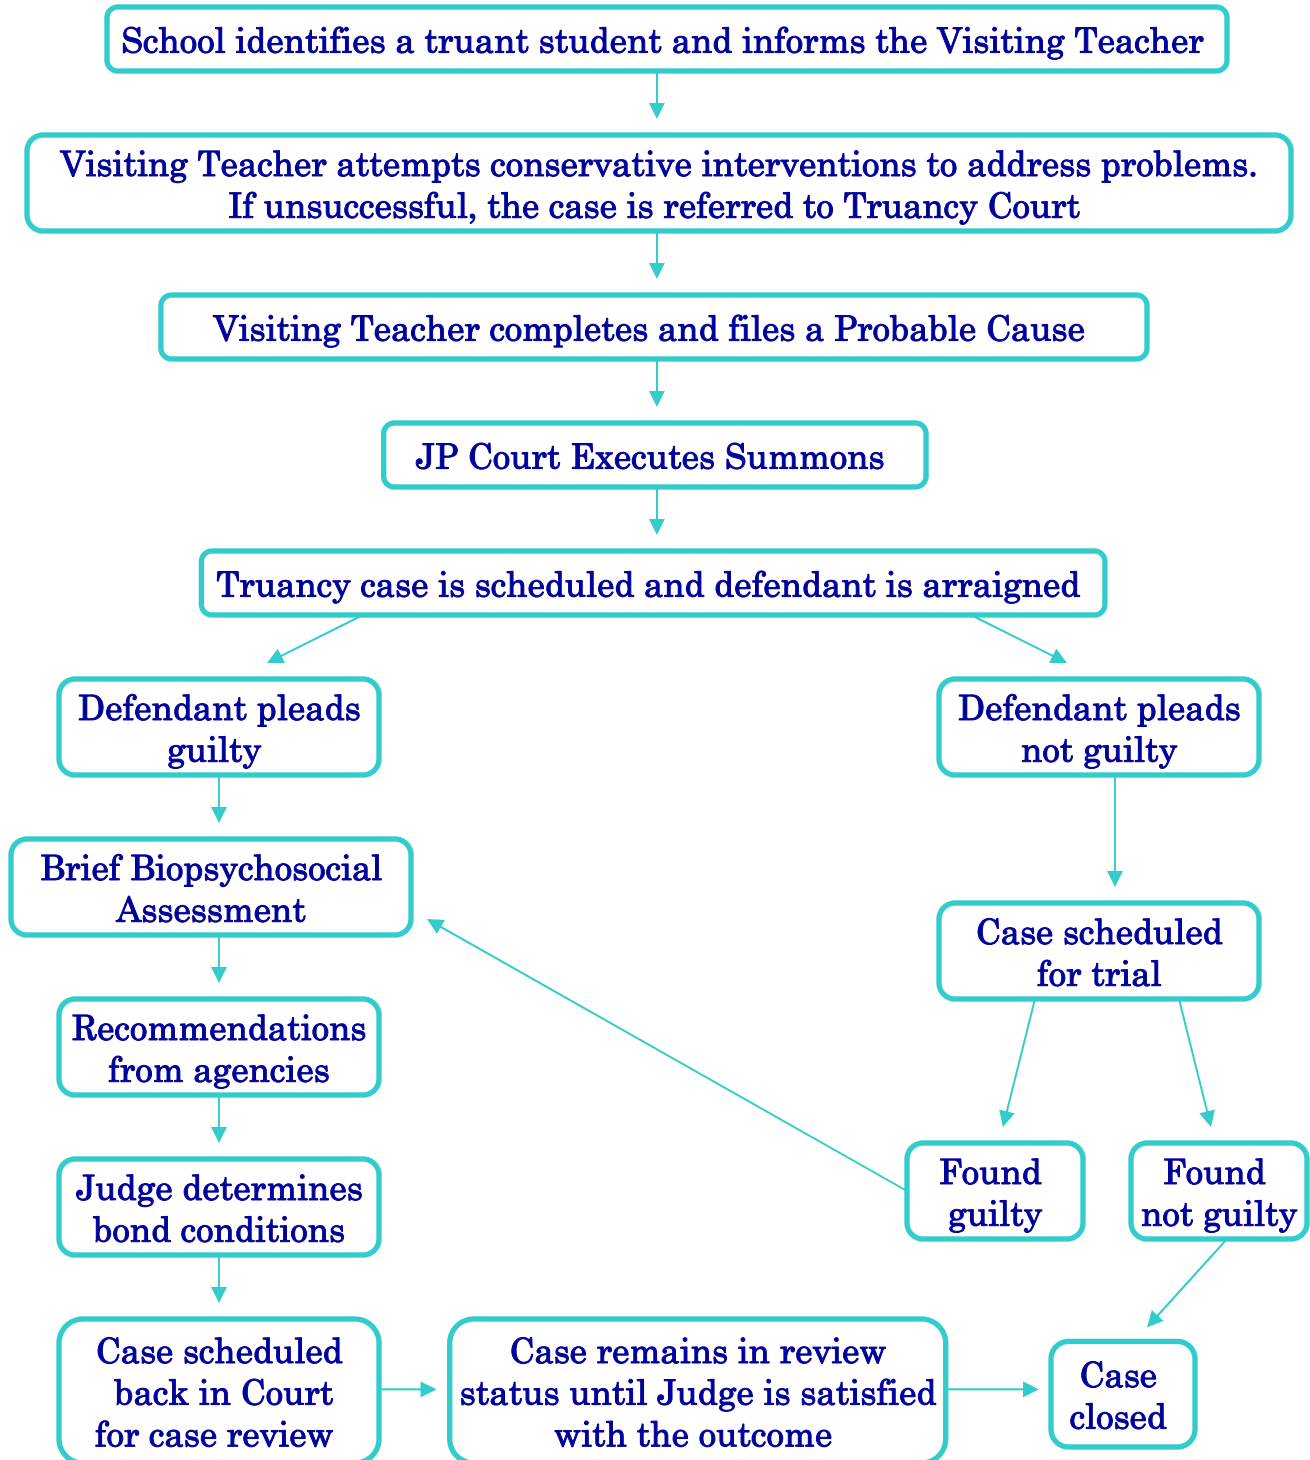 School identifies a truant student and informs the Visiting Teacher
Visiting Teacher attempts conservative interventions to address problems.
If unsuccessful, the case is referred to Truancy Court
Visiting Teacher completes and files a Probable Cause
JP Court Executes Summons
Truancy case is scheduled and defendant is arraigned
Defendant pleads
guilty
Defendant pleads
not guilty
Brief Biopsychosocial
Assessment
Case scheduled
for trial
Recommendations
from agencies
Judge determines
bond conditions
Found
guilty
Found
not guilty
Case scheduled
back in Court
for case review
Case remains in review
status until Judge is satisfied
with the outcome
Case
closed